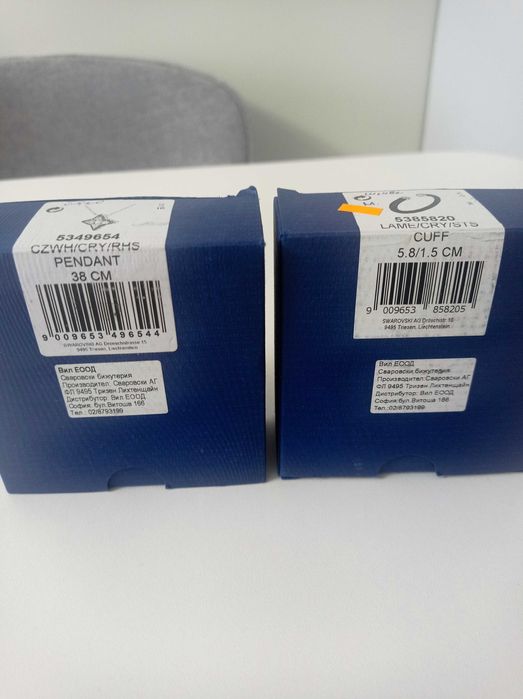 5349654
CZWH/CRY/RHS
PENDANT
38 CM
9 009653 496544
SWAROVSKI AG Dröschistrasse 15
9495 Triesen, Liechtenstein
Вил ЕООД
Сваровски бижутерия
Производител: Сваровски АГ
ФЛ 9495 Тризен Лихтенщайн
Дистрибутор: Вил ЕООД
София: бул.Витоша 186
Тел.: 02/8793199
5385820
LAME/CRY/STS
CUFF
5.8/1.5 CM
9 009653 858205
SWAROVSKI AG Dröschistr. 15
9495 Triesen, Liechtenstein
Вил ЕООД
Сваровски бижутерия
Производител:Сваровски АГ
ФЛ 9495 Тризен Лихтенщайн
Дистрибутор: Вил ЕООД
София:бул.Витоша 186
Тел.: 02/8793199